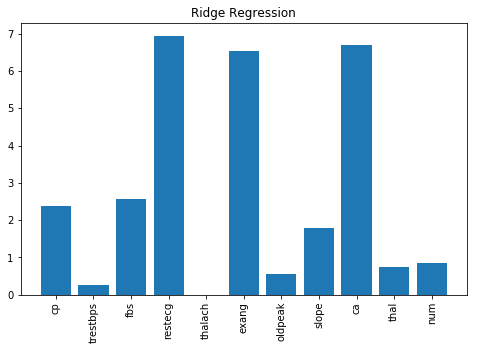 Ridge Regression
7
6
5
4
3
2
1
0
cp
trestbps
fbs
restecg
thalach
exang
oldpeak
slope
ca
thal
num